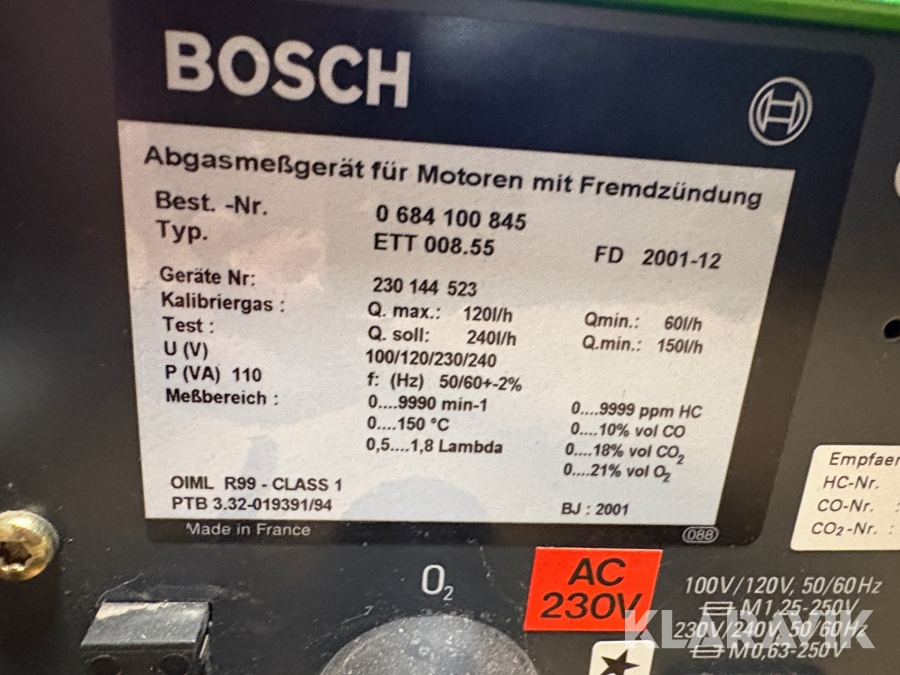 BOSCH
Abgasmeßgerät für Motoren mit Fremdzündung
Best. -Nr. 0 684 100 845
Typ. ETT 008.55 FD 2001-12
Geräte Nr: 230 144 523
Kalibriergas : Q. max.: 120l/h Qmin.: 60l/h
Test : Q. soll: 240l/h Q.min.: 150l/h
U (V) 100/120/230/240
P (VA) 110 f: (Hz) 50/60+-2%
Meßbereich : 0....9990 min-1 0....9999 ppm HC
0....150 °C 0....10% vol CO
0,5....1,8 Lambda 0....18% vol CO₂
0....21% vol O₂
OIML R99 - CLASS 1
PTB 3.32-019391/94 BJ : 2001
Made in France 088
Empfaer
HC-Nr.
CO-Nr. :
CO₂-Nr. :
O₂
AC
230V
100V/120V, 50/60Hz
M1,25-250V
230V/240V, 50/60Hz
M0,63-250V
KLARAVIK